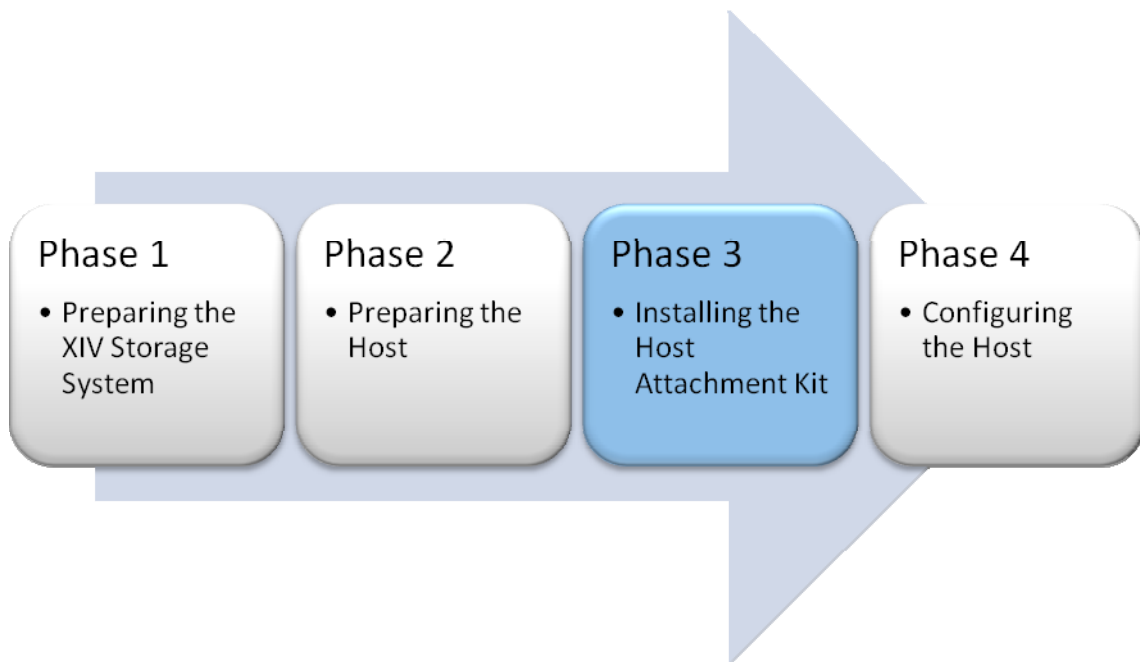 Phase 1
• Preparing the
XIV Storage
System
Phase 2
• Preparing the
Host
Phase 3
• Installing the
Host
Attachment Kit
Phase 4
• Configuring
the Host